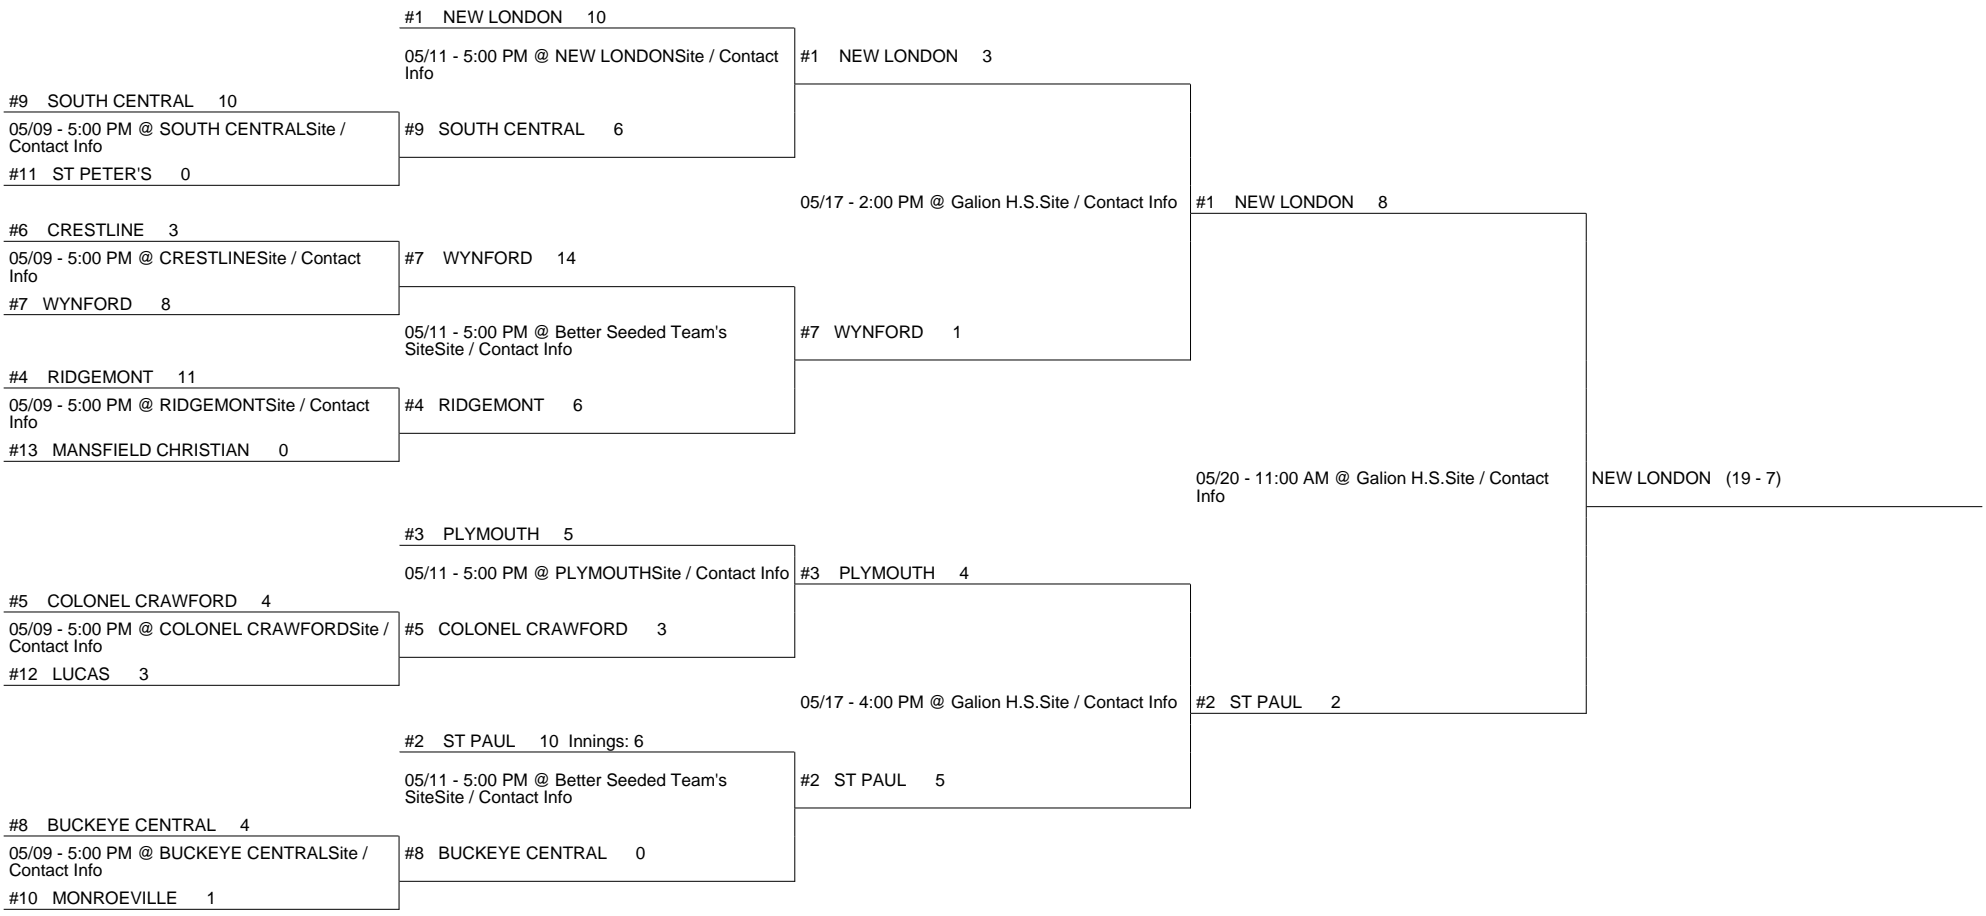 #1 NEW LONDON 10
05/11 - 5:00 PM @ NEW LONDONSite / Contact
Info
#1 NEW LONDON 3
#9 SOUTH CENTRAL 10
05/09 - 5:00 PM @ SOUTH CENTRALSite /
Contact Info
#9 SOUTH CENTRAL 6
#11 ST PETER'S 0
05/17 - 2:00 PM @ Galion H.S.Site / Contact Info
#1 NEW LONDON 8
#6 CRESTLINE 3
05/09 - 5:00 PM @ CRESTLINESite / Contact
Info
#7 WYNFORD 14
#7 WYNFORD 8
05/11 - 5:00 PM @ Better Seeded Team's
SiteSite / Contact Info
#7 WYNFORD 1
#4 RIDGEMONT 11
05/09 - 5:00 PM @ RIDGEMONTSite / Contact
Info
#4 RIDGEMONT 6
#13 MANSFIELD CHRISTIAN 0
05/20 - 11:00 AM @ Galion H.S.Site / Contact
Info
NEW LONDON (19 - 7)
#3 PLYMOUTH 5
05/11 - 5:00 PM @ PLYMOUTHSite / Contact Info
#3 PLYMOUTH 4
#5 COLONEL CRAWFORD 4
05/09 - 5:00 PM @ COLONEL CRAWFORDSite /
Contact Info
#5 COLONEL CRAWFORD 3
#12 LUCAS 3
05/17 - 4:00 PM @ Galion H.S.Site / Contact Info
#2 ST PAUL 2
#2 ST PAUL 10 Innings: 6
05/11 - 5:00 PM @ Better Seeded Team's
SiteSite / Contact Info
#2 ST PAUL 5
#8 BUCKEYE CENTRAL 4
05/09 - 5:00 PM @ BUCKEYE CENTRALSite /
Contact Info
#8 BUCKEYE CENTRAL 0
#10 MONROEVILLE 1